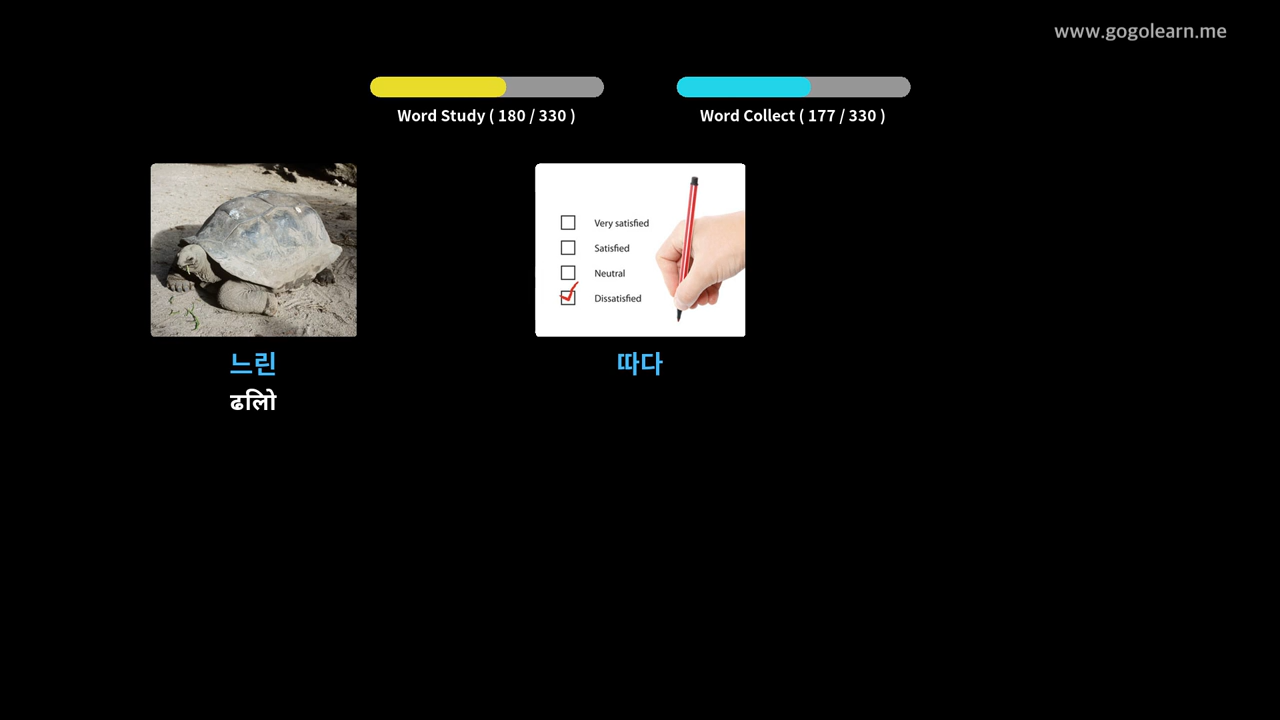 www.gogolearn.me
Word Study ( 180 / 330 )
Word Collect ( 177 / 330 )
Very satisfied
Satisfied
Neutral
Dissatisfied
느린
ढिलो
따다